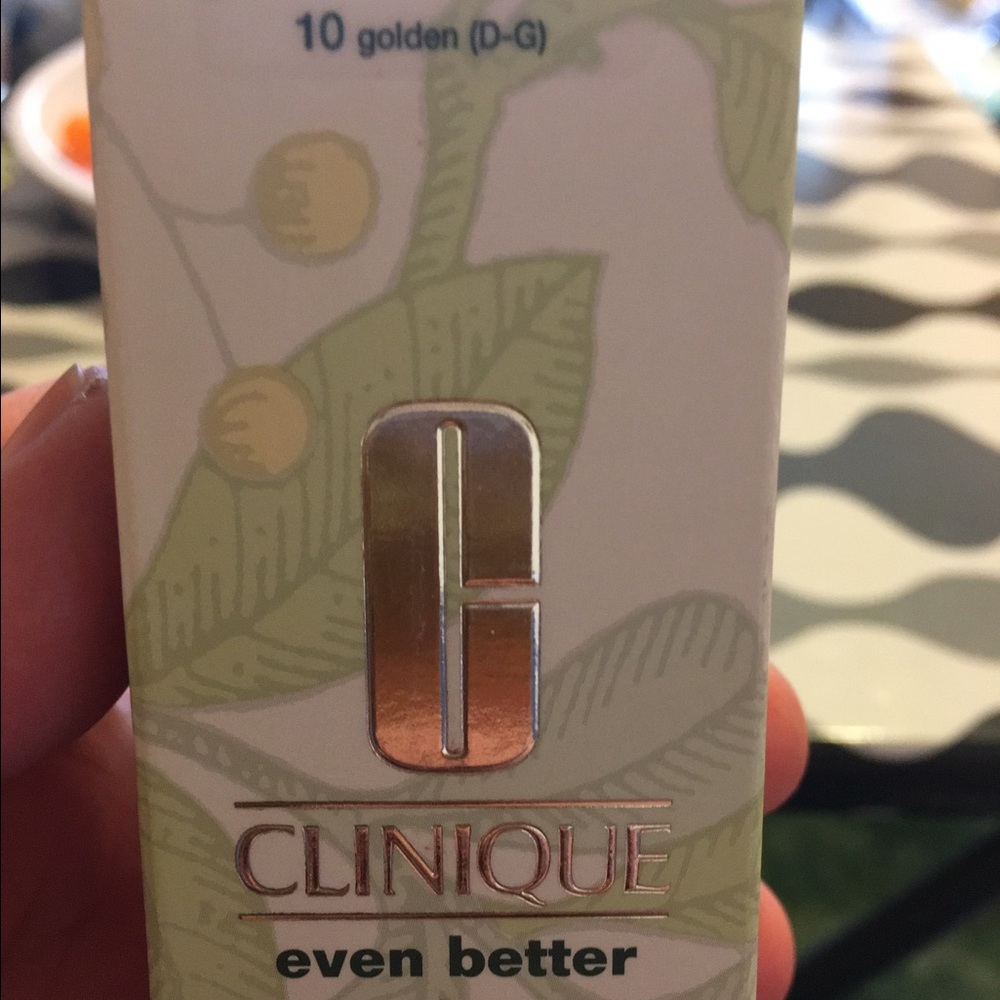 10 golden (D-G)
C
CLINIQUE
even better